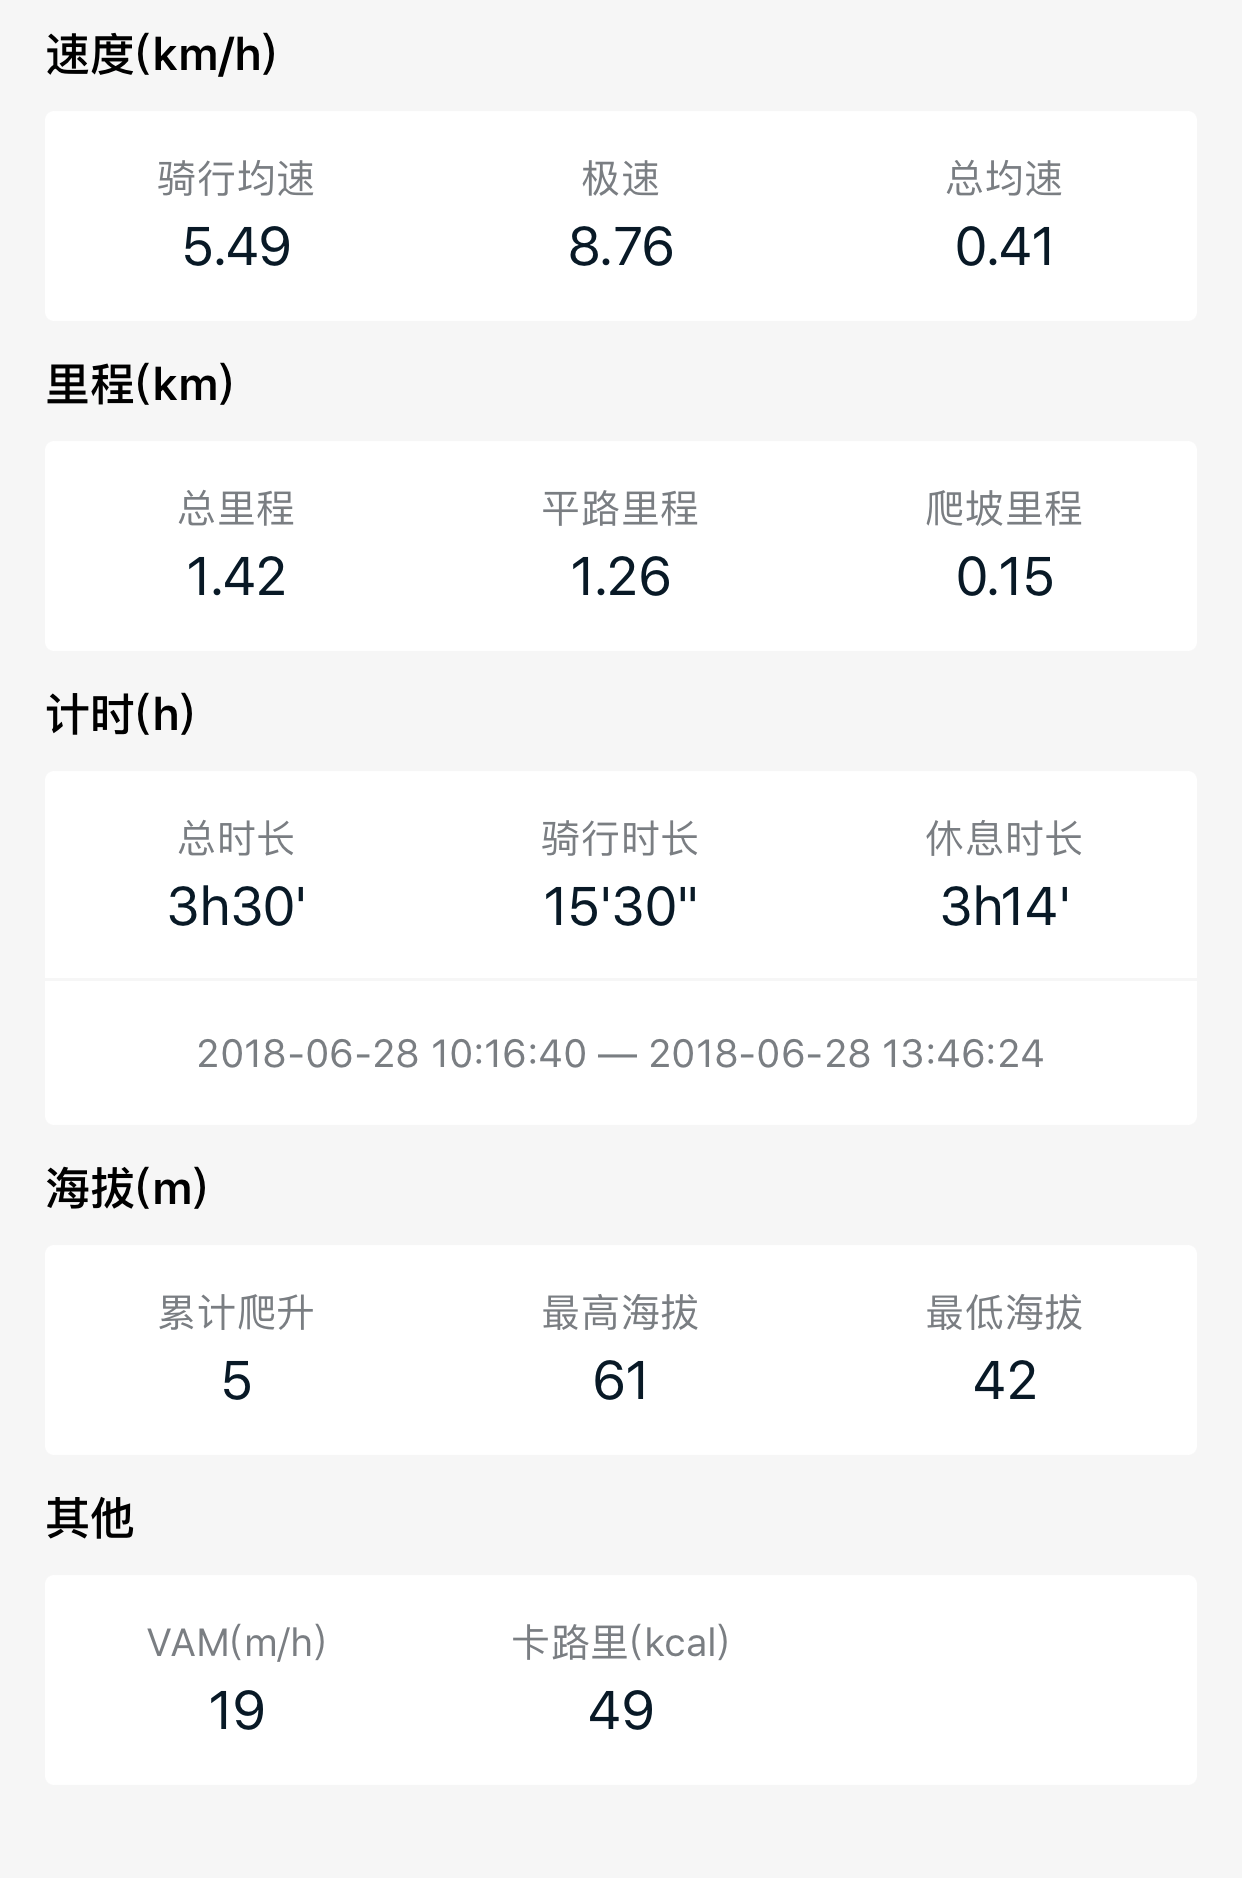 速度(km/h)
骑行均速 极速 总均速
5.49 8.76 0.41
里程(km)
总里程 平路里程 爬坡里程
1.42 1.26 0.15
计时(h)
总时长 骑行时长 休息时长
3h30' 15'30" 3h14'
2018-06-28 10:16:40 — 2018-06-28 13:46:24
海拔(m)
累计爬升 最高海拔 最低海拔
5 61 42
其他
VAM(m/h) 卡路里(kcal)
19 49